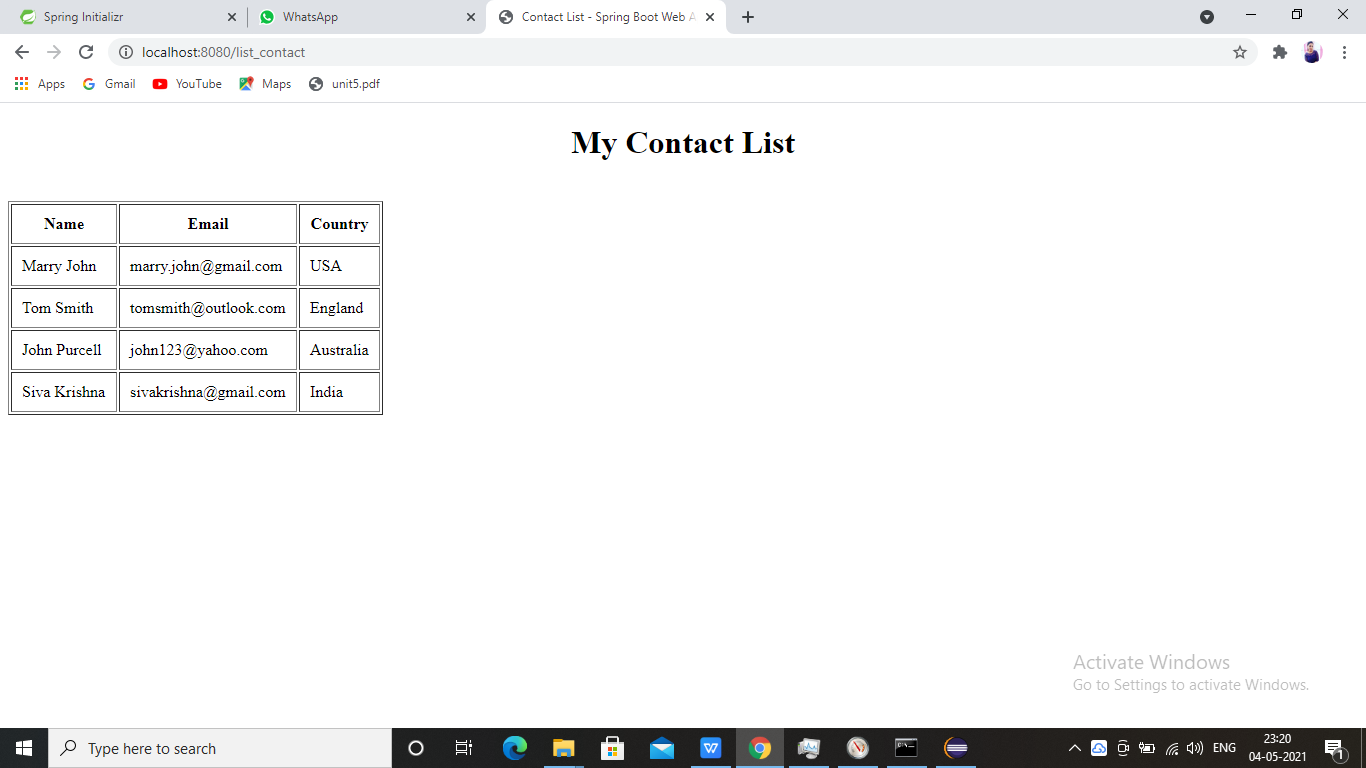 Spring Initializr
WhatsApp
Contact List - Spring Boot Web A
localhost:8080/list_contact
Apps
Gmail
YouTube
Maps
unit5.pdf
My Contact List
Name Email Country
Marry John marry.john@gmail.com USA
Tom Smith tomsmith@outlook.com England
John Purcell john123@yahoo.com Australia
Siva Krishna sivakrishna@gmail.com India
Activate Windows
Go to Settings to activate Windows.
Type here to search
ENG
23:20
04-05-2021
1